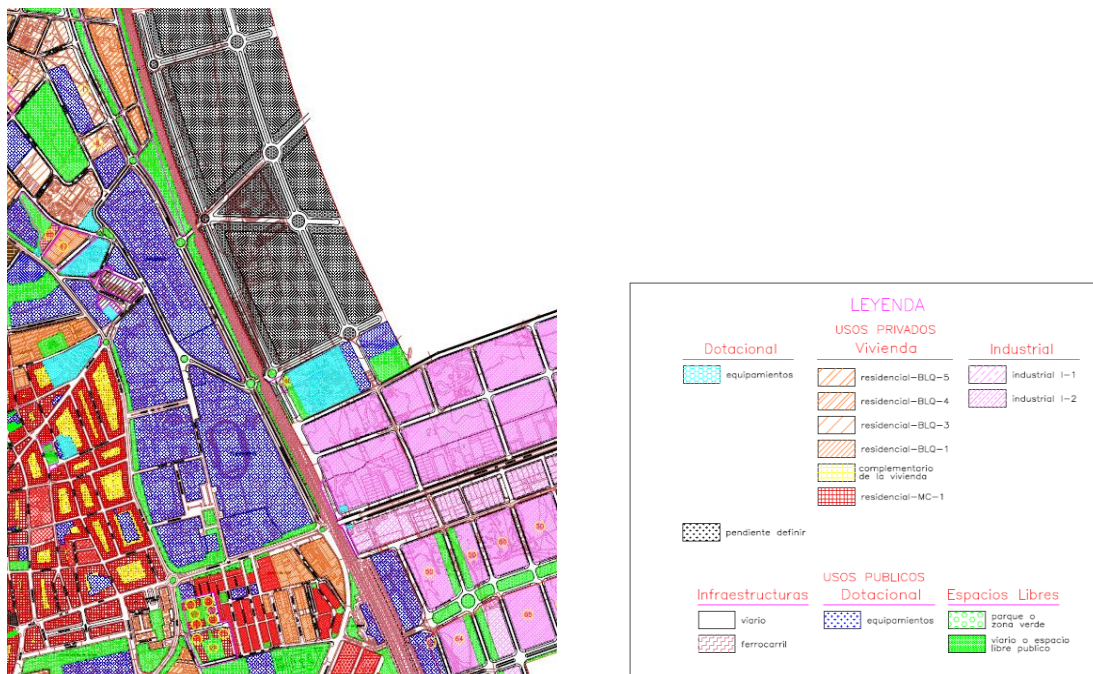 LEYENDA
USOS PRIVADOS
Dotacional
Vivienda
Industrial
equipamientos
residencial-BLQ-5
industrial I-1
residencial-BLQ-4
industrial I-2
residencial-BLQ-3
residencial-BLQ-1
complementario
de la vivienda
residencial-MC-1
pendiente definir
USOS PUBLICOS
Infraestructuras
Dotacional
Espacios Libres
viario
equipamientos
parque o
zona verde
ferrocarril
viario o espacio
libre publico
50